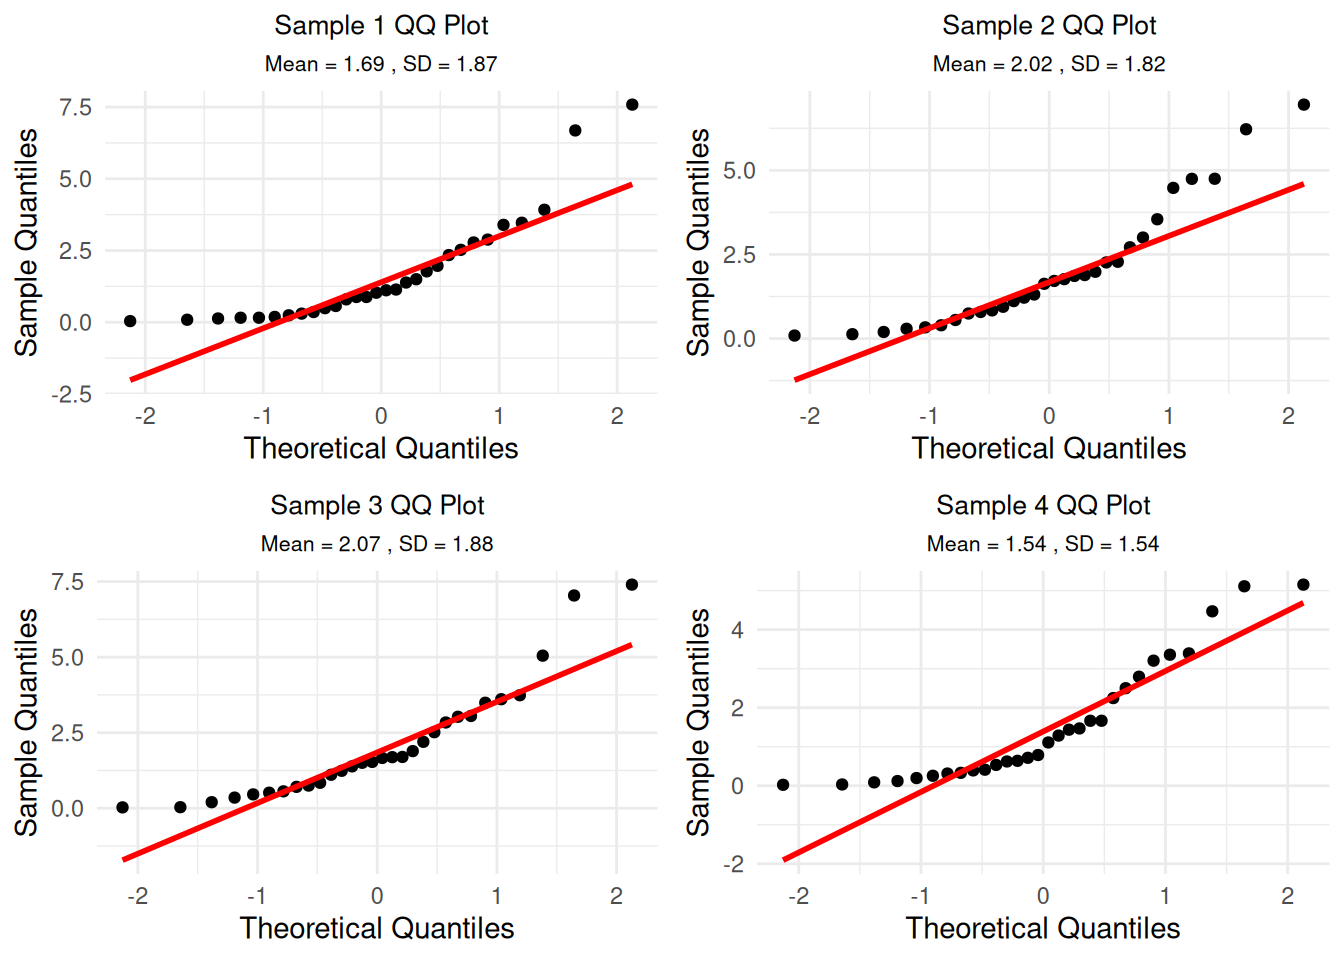 Sample 1 QQ Plot
Mean = 1.69 , SD = 1.87
7.5
5.0
2.5
0.0
-2.5
Sample Quantiles
-2 -1 0 1 2
Theoretical Quantiles
Sample 2 QQ Plot
Mean = 2.02 , SD = 1.82
5.0
2.5
0.0
Sample Quantiles
-2 -1 0 1 2
Theoretical Quantiles
Sample 3 QQ Plot
Mean = 2.07 , SD = 1.88
7.5
5.0
2.5
0.0
Sample Quantiles
-2 -1 0 1 2
Theoretical Quantiles
Sample 4 QQ Plot
Mean = 1.54 , SD = 1.54
4
2
0
-2
Sample Quantiles
-2 -1 0 1 2
Theoretical Quantiles